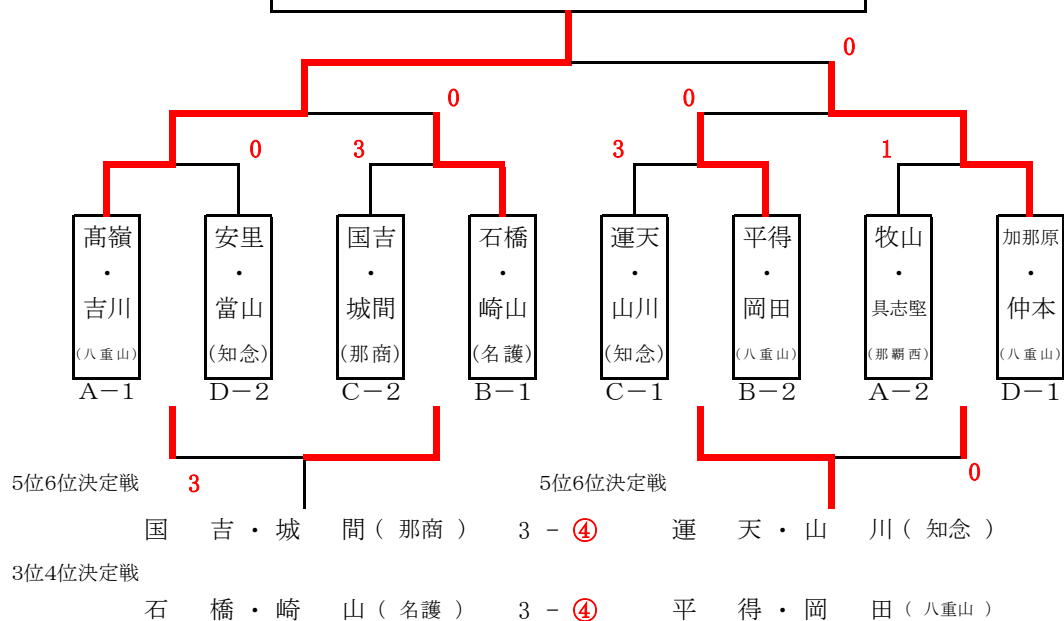 0
0 0
0 3 3 1
髙嶺・吉川(八重山)
安里・當山(知念)
国吉・城間(那商)
石橋・崎山(名護)
運天・山川(知念)
平得・岡田(八重山)
牧山・具志堅(那覇西)
加那原・仲本(八重山)
A－1 D－2 C－2 B－1 C－1 B－2 A－2 D－1
5位6位決定戦 3 5位6位決定戦 0
国吉・城間(那商) 3 － ④ 運天・山川(知念)
3位4位決定戦
石橋・崎山(名護) 3 － ④ 平得・岡田(八重山)